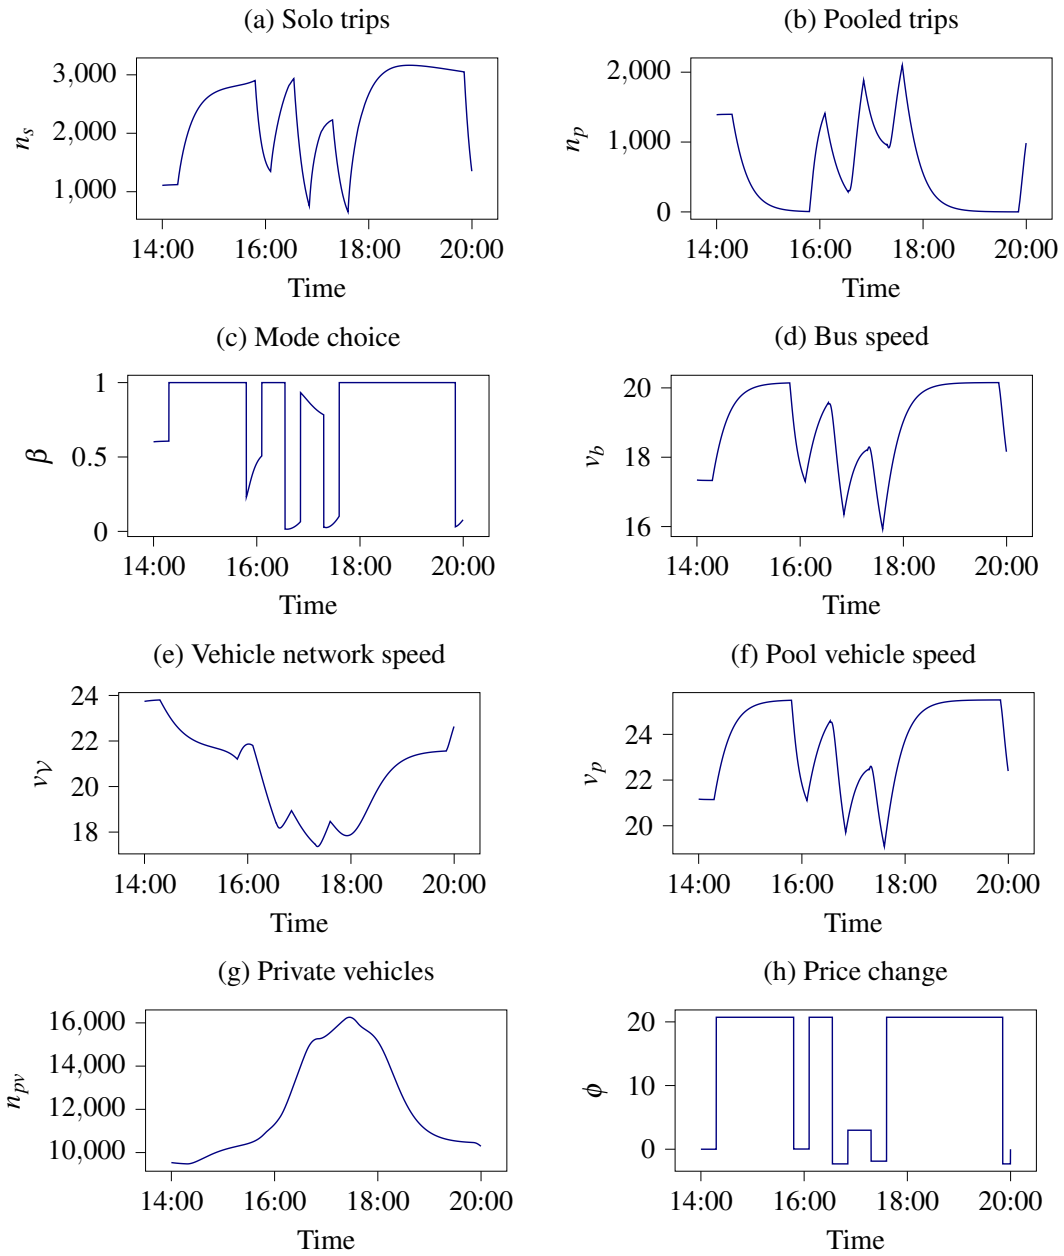 (a) Solo trips
3,000
2,000
1,000
n_s
14:00 16:00 18:00 20:00
Time
(b) Pooled trips
2,000
1,000
0
n_p
14:00 16:00 18:00 20:00
Time
(c) Mode choice
1
0.5
0
β
14:00 16:00 18:00 20:00
Time
(d) Bus speed
20
18
16
v_b
14:00 16:00 18:00 20:00
Time
(e) Vehicle network speed
24
22
20
18
v_𝒱
14:00 16:00 18:00 20:00
Time
(f) Pool vehicle speed
24
22
20
v_p
14:00 16:00 18:00 20:00
Time
(g) Private vehicles
16,000
14,000
12,000
10,000
n_pv
14:00 16:00 18:00 20:00
Time
(h) Price change
20
10
0
ϕ
14:00 16:00 18:00 20:00
Time